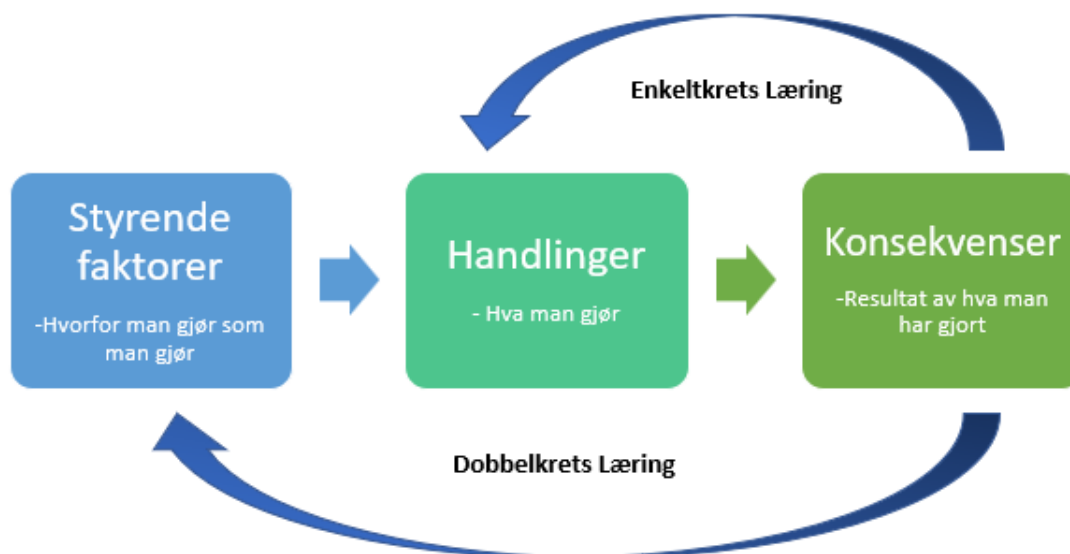 Enkeltkrets Læring
Styrende
faktorer
-Hvorfor man gjør som
man gjør
Handlinger
- Hva man gjør
Konsekvenser
-Resultat av hva man
har gjort
Dobbelkrets Læring